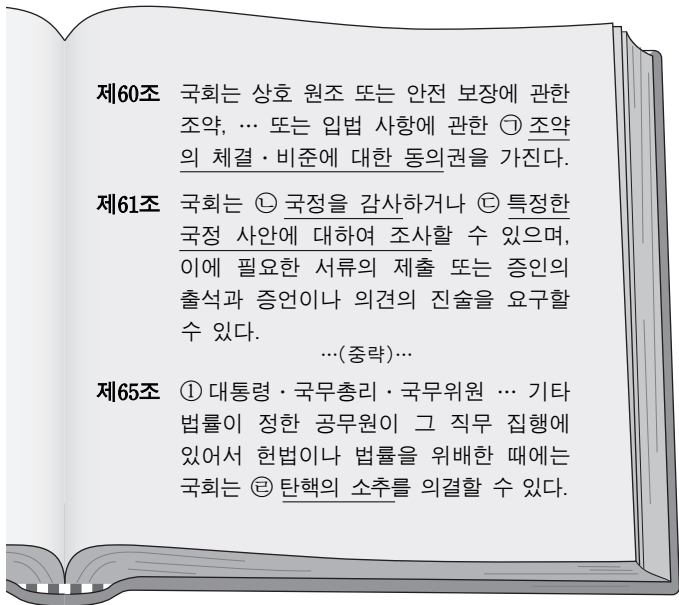 제60조 국회는 상호 원조 또는 안전 보장에 관한
조약, … 또는 입법 사항에 관한 ㉠ 조약
의 체결·비준에 대한 동의권을 가진다.
제61조 국회는 ㉡ 국정을 감사하거나 ㉢ 특정한
국정 사안에 대하여 조사할 수 있으며,
이에 필요한 서류의 제출 또는 증인의
출석과 증언이나 의견의 진술을 요구할
수 있다.
…(중략)…
제65조 ① 대통령·국무총리·국무위원 … 기타
법률이 정한 공무원이 그 직무 집행에
있어서 헌법이나 법률을 위배한 때에는
국회는 ㉣ 탄핵의 소추를 의결할 수 있다.